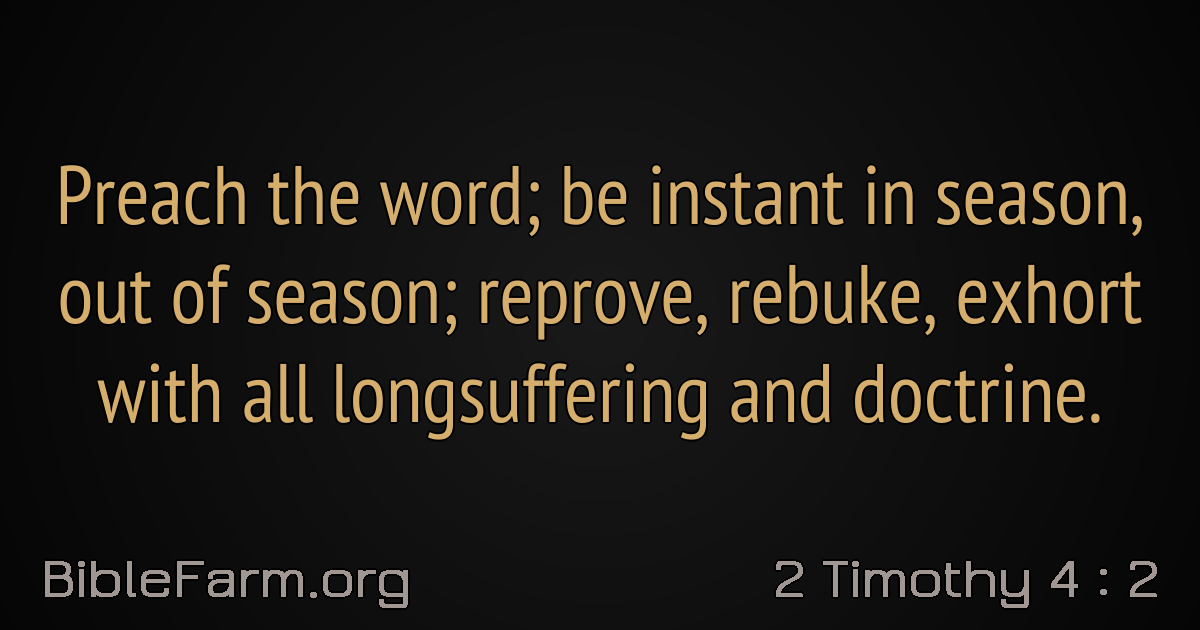 Preach the word; be instant in season,
out of season; reprove, rebuke, exhort
with all longsuffering and doctrine.
BibleFarm.org
2 Timothy 4 : 2